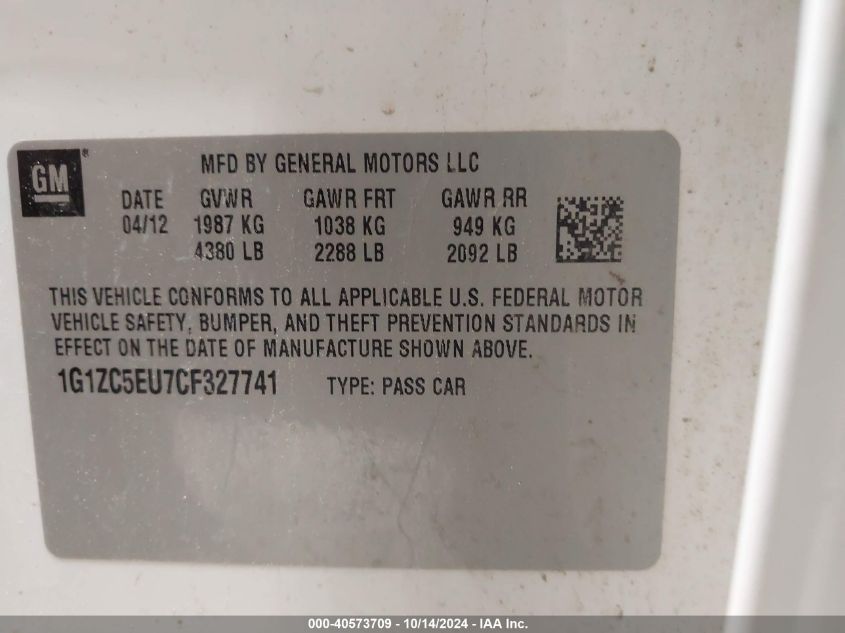 GM®
MFD BY GENERAL MOTORS LLC
DATE GVWR GAWR FRT GAWR RR
04/12 1987 KG 1038 KG 949 KG
4380 LB 2288 LB 2092 LB
THIS VEHICLE CONFORMS TO ALL APPLICABLE U.S. FEDERAL MOTOR
VEHICLE SAFETY, BUMPER, AND THEFT PREVENTION STANDARDS IN
EFFECT ON THE DATE OF MANUFACTURE SHOWN ABOVE.
1G1ZC5EU7CF327741 TYPE: PASS CAR
000-40573709 - 10/14/2024 - IAA Inc.